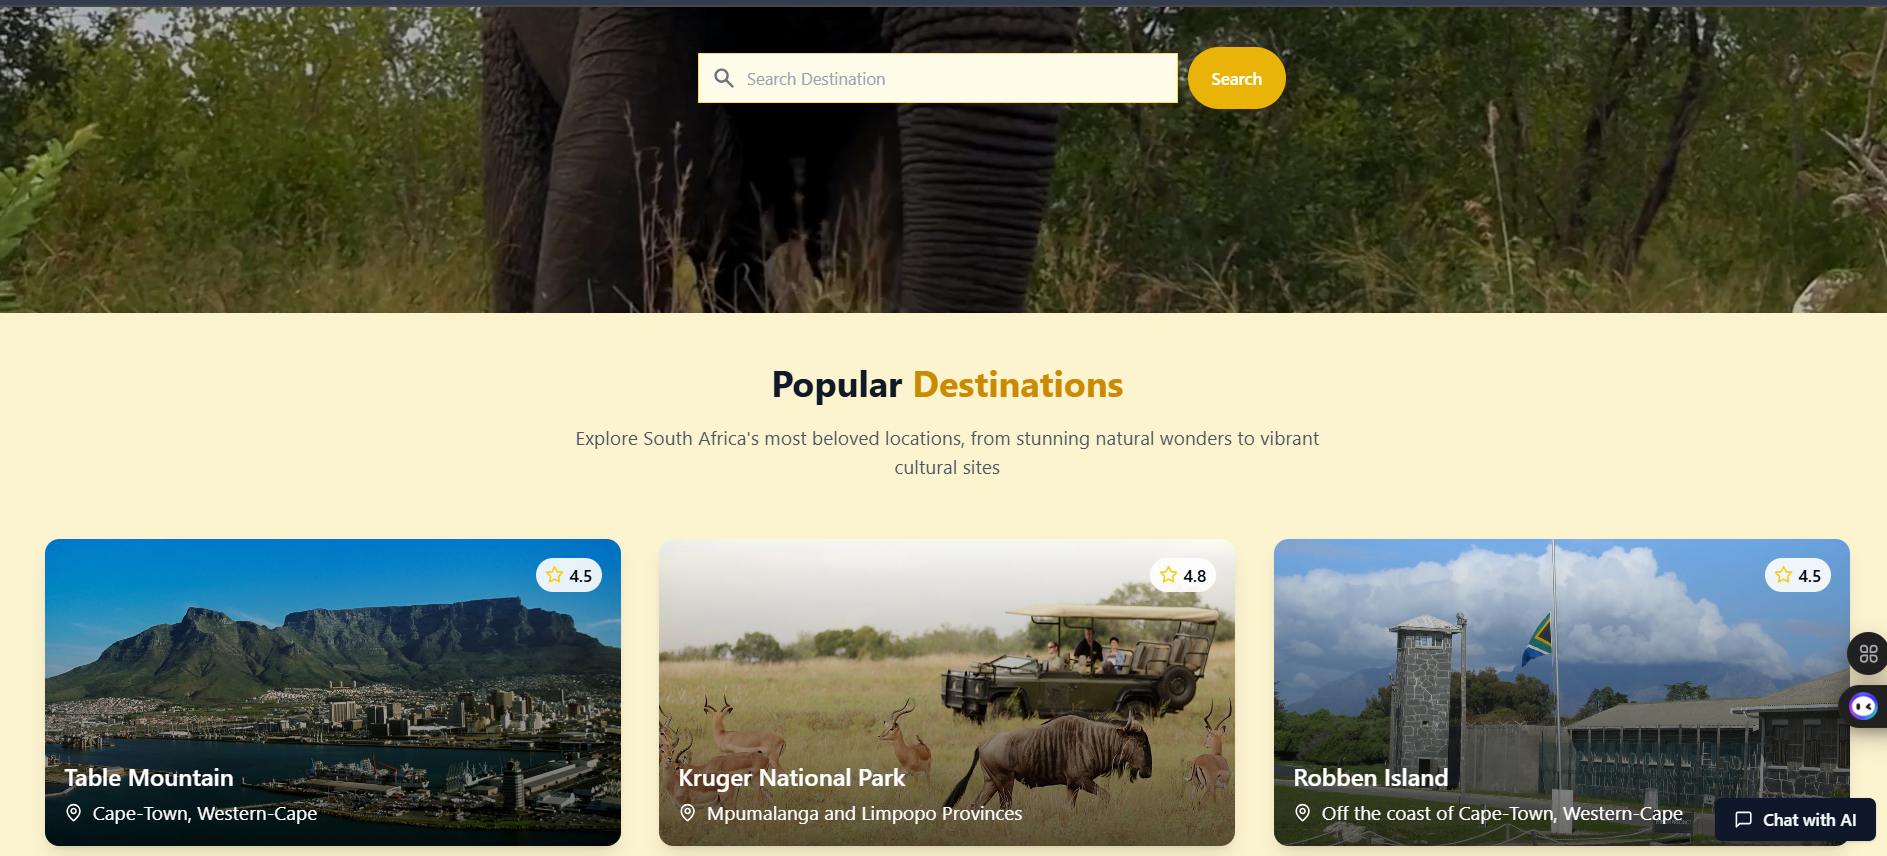 Search Destination
Search
Popular Destinations
Explore South Africa's most beloved locations, from stunning natural wonders to vibrant
cultural sites
4.5
4.8
4.5
Table Mountain
Cape-Town, Western-Cape
Kruger National Park
Mpumalanga and Limpopo Provinces
Robben Island
Off the coast of Cape-Town, Western-Cape
Chat with AI